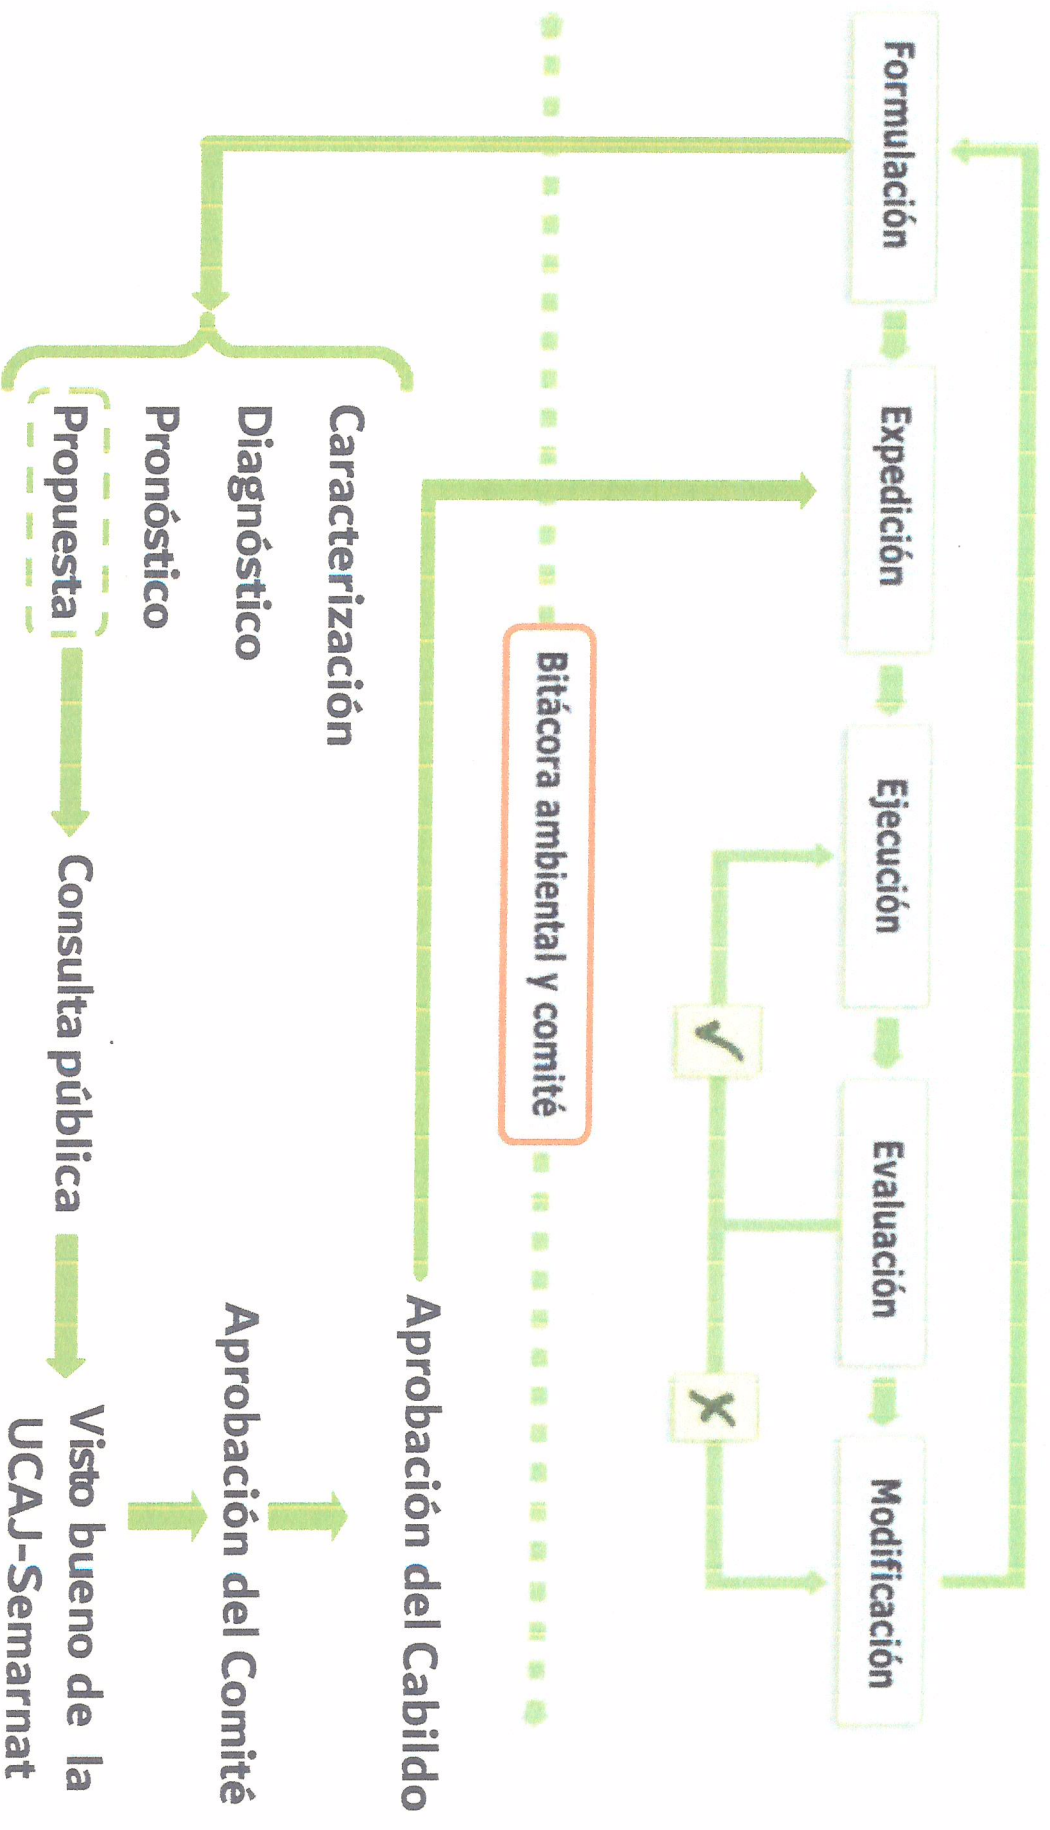 Formulación
Expedición
Ejecución
Evaluación
Modificación
Bitácora ambiental y comité
Caracterización
Diagnóstico
Pronóstico
Propuesta
Consulta pública
Visto bueno de la
UCAJ-Semarnat
Aprobación del Comité
Aprobación del Cabildo